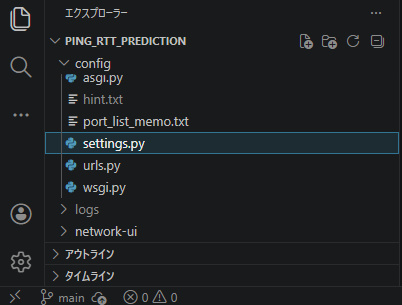 エクスプローラー
PING_RTT_PREDICTION
config
asgi.py
hint.txt
port_list_memo.txt
settings.py
urls.py
wsgi.py
logs
network-ui
アウトライン
タイムライン
main 0 0